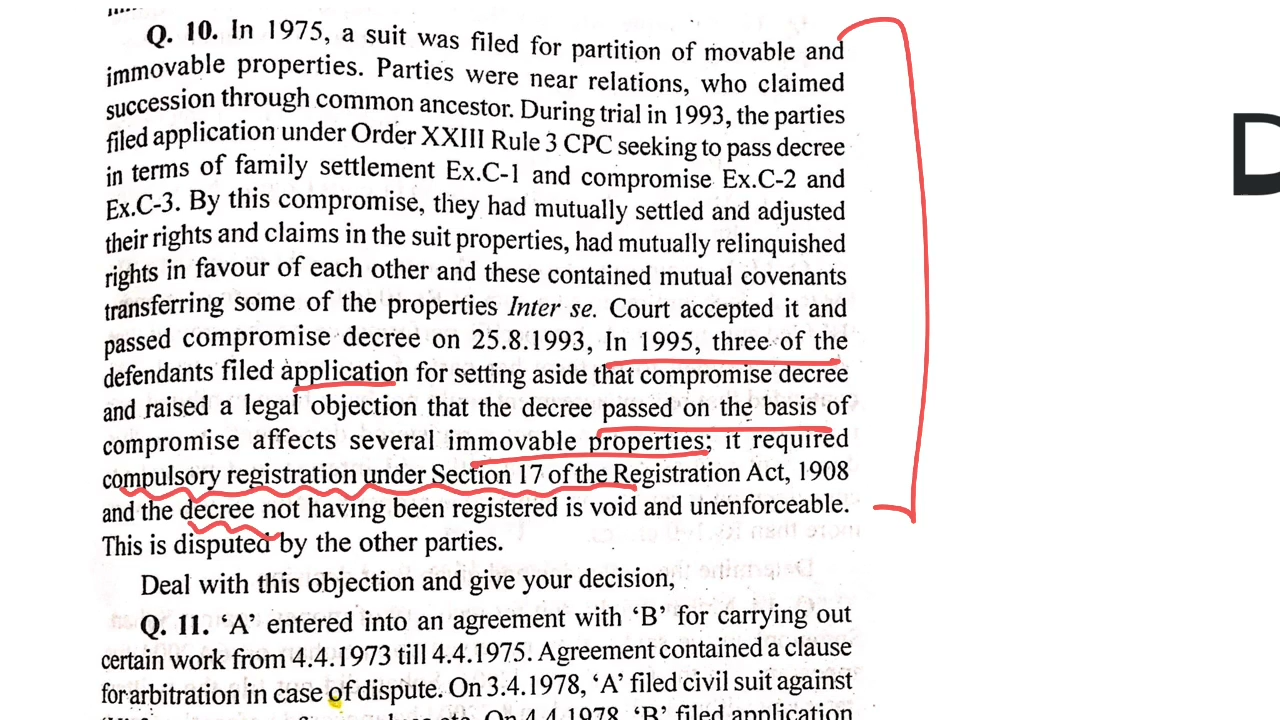 Q. 10. In 1975, a suit was filed for partition of movable and
immovable properties. Parties were near relations, who claimed
succession through common ancestor. During trial in 1993, the parties
filed application under Order XXIII Rule 3 CPC seeking to pass decree
in terms of family settlement Ex.C-1 and compromise Ex.C-2 and
Ex.C-3. By this compromise, they had mutually settled and adjusted
their rights and claims in the suit properties, had mutually relinquished
rights in favour of each other and these contained mutual covenants
transferring some of the properties Inter se. Court accepted it and
passed compromise decree on 25.8.1993, In 1995, three of the
defendants filed application for setting aside that compromise decree
and raised a legal objection that the decree passed on the basis of
compromise affects several immovable properties; it required
compulsory registration under Section 17 of the Registration Act, 1908
and the decree not having been registered is void and unenforceable.
This is disputed by the other parties.
Deal with this objection and give your decision,
Q. 11. 'A' entered into an agreement with 'B' for carrying out
certain work from 4.4.1973 till 4.4.1975. Agreement contained a clause
for arbitration in case of dispute. On 3.4.1978, 'A' filed civil suit against
On 4.4.1978, 'B' filed application
D